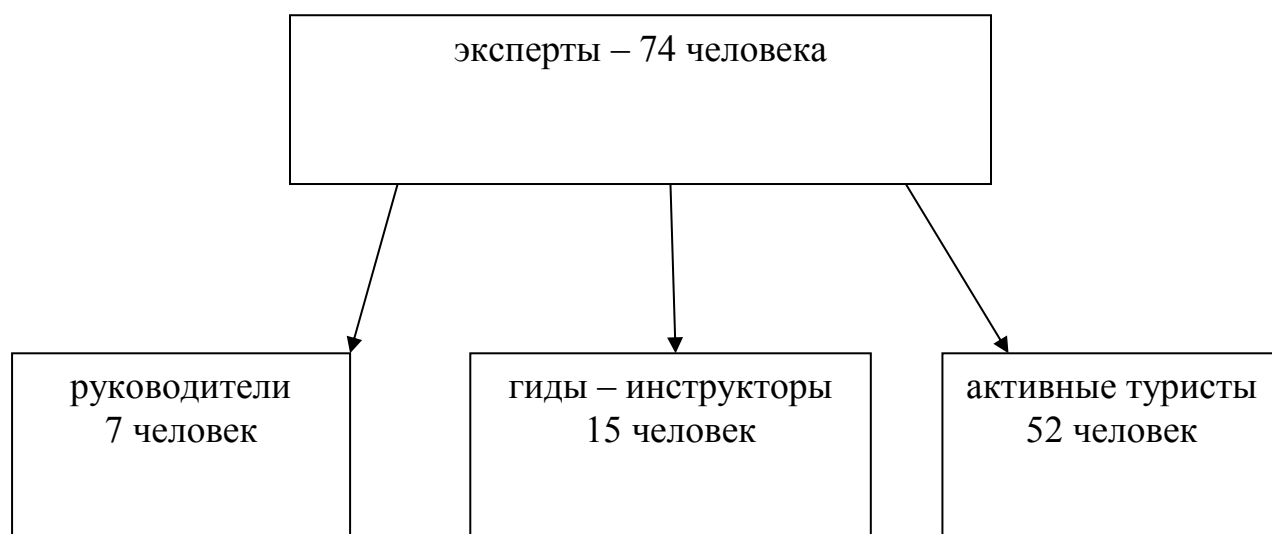 эксперты – 74 человека
руководители
7 человек
гиды – инструкторы
15 человек
активные туристы
52 человек